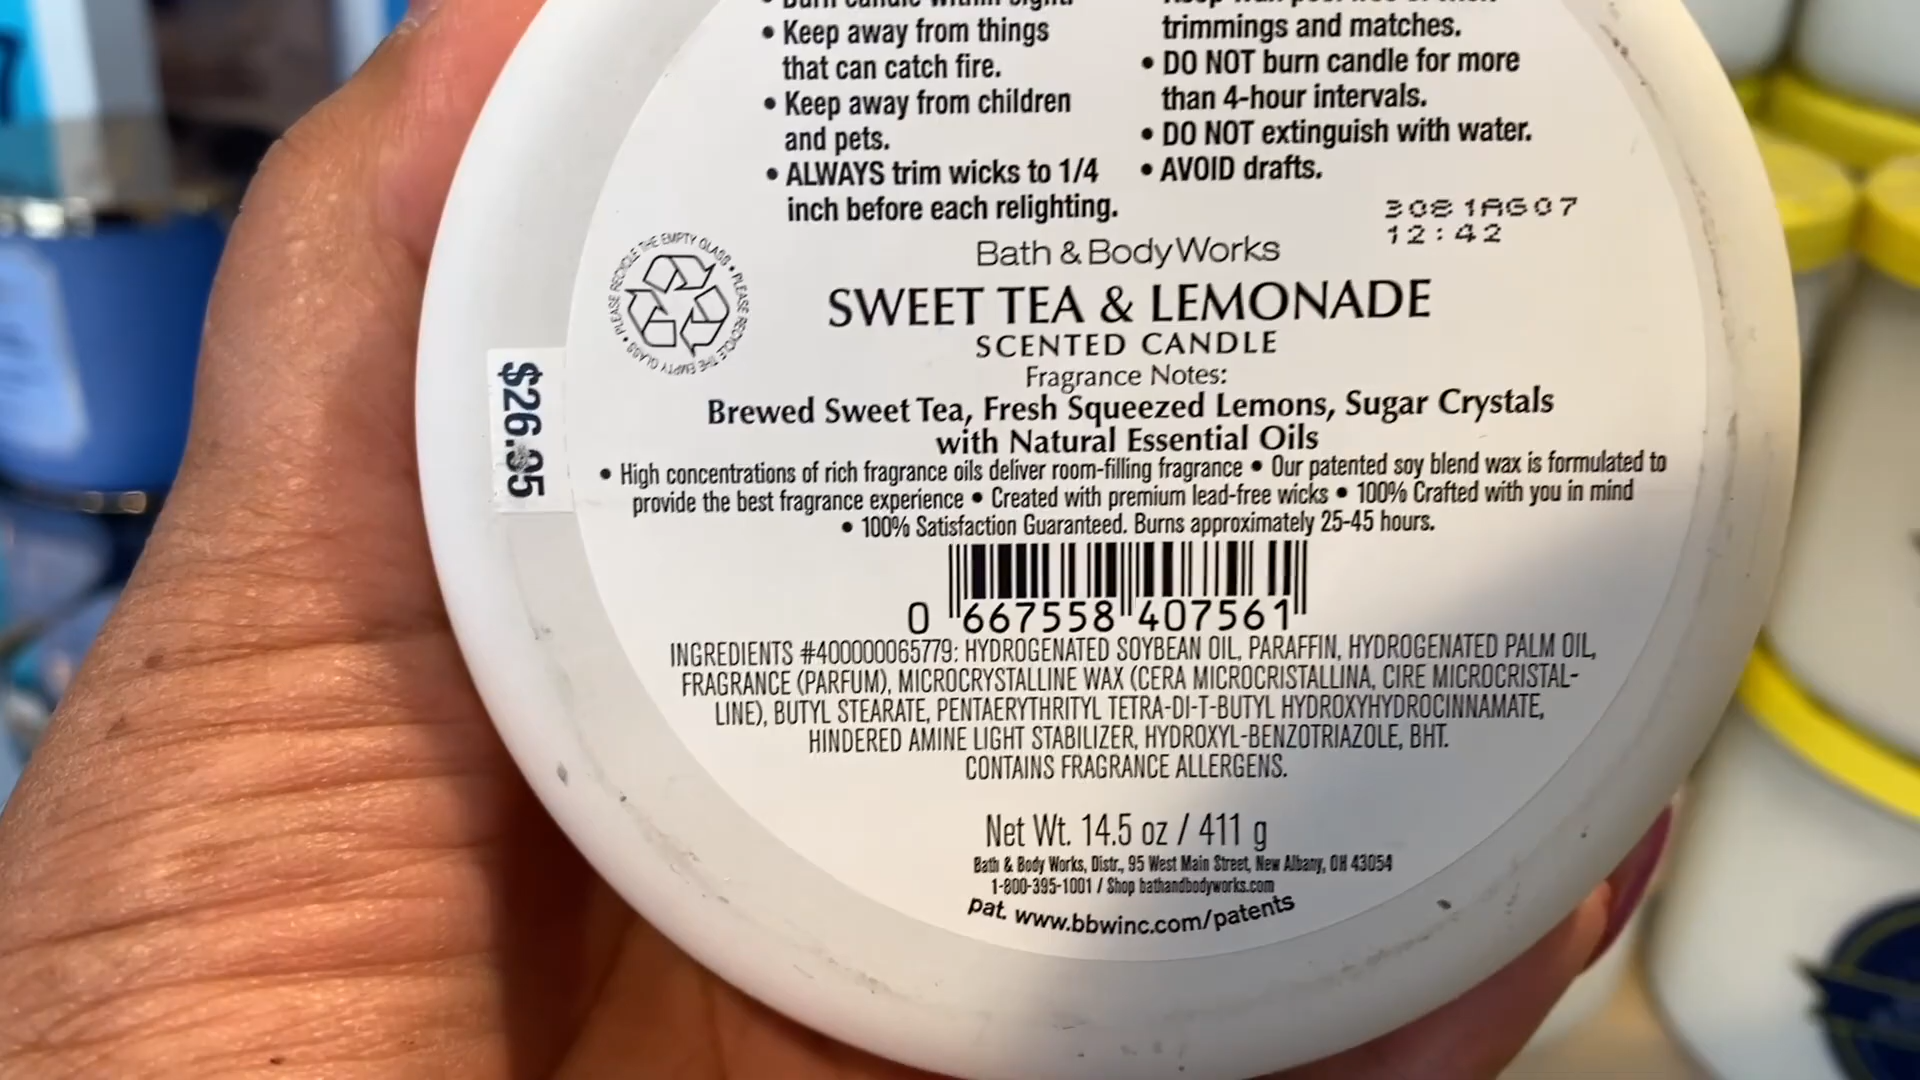 • Keep away from things
that can catch fire.
• Keep away from children
and pets.
• ALWAYS trim wicks to 1/4
inch before each relighting.
trimmings and matches.
• DO NOT burn candle for more
than 4-hour intervals.
• DO NOT extinguish with water.
• AVOID drafts.
3081AG07
12:42
PLEASE RECYCLE THE EMPTY GLASS • PLEASE RECYCLE THE EMPTY GLASS •
Bath & Body Works
SWEET TEA & LEMONADE
SCENTED CANDLE
Fragrance Notes:
Brewed Sweet Tea, Fresh Squeezed Lemons, Sugar Crystals
with Natural Essential Oils
$26.95
• High concentrations of rich fragrance oils deliver room-filling fragrance • Our patented soy blend wax is formulated to
provide the best fragrance experience • Created with premium lead-free wicks • 100% Crafted with you in mind
• 100% Satisfaction Guaranteed. Burns approximately 25-45 hours.
0 667558 407561
INGREDIENTS #400000065779: HYDROGENATED SOYBEAN OIL, PARAFFIN, HYDROGENATED PALM OIL,
FRAGRANCE (PARFUM), MICROCRYSTALLINE WAX (CERA MICROCRISTALLINA, CIRE MICROCRISTAL-
LINE), BUTYL STEARATE, PENTAERYTHRITYL TETRA-DI-T-BUTYL HYDROXYHYDROCINNAMATE,
HINDERED AMINE LIGHT STABILIZER, HYDROXYL-BENZOTRIAZOLE, BHT.
CONTAINS FRAGRANCE ALLERGENS.
Net Wt. 14.5 oz / 411 g
Bath & Body Works, Distr., 95 West Main Street, New Albany, OH 43054
1-800-395-1001 / Shop bathandbodyworks.com
pat. www.bbwinc.com/patents